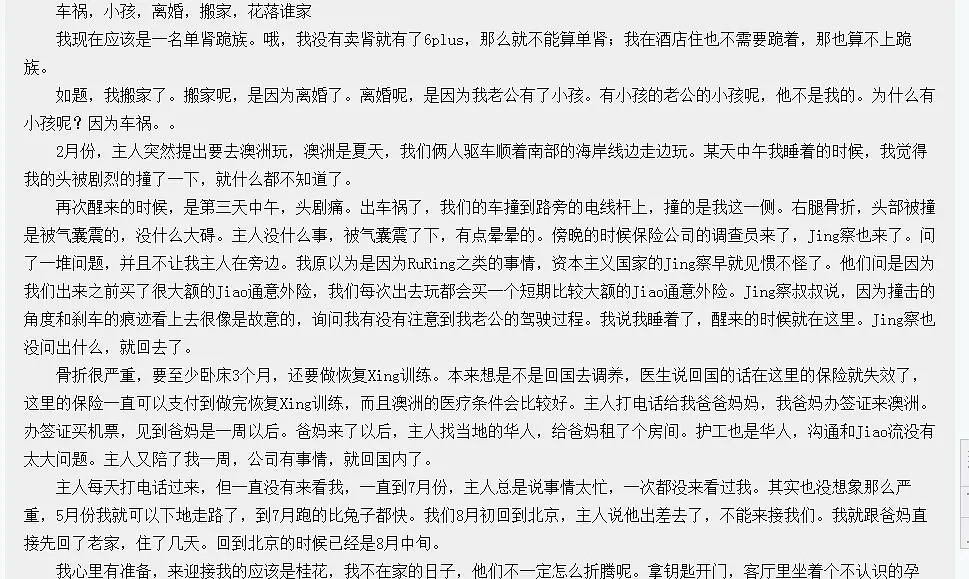 车祸，小孩，离婚，搬家，花落谁家
我现在应该是一名单肾跪族。哦，我没有卖肾就有了6plus，那么就不能算单肾；我在酒店住也不需要跪着，那也算不上跪
族。
如题，我搬家了。搬家呢，是因为离婚了。离婚呢，是因为我老公有了小孩。有小孩的老公的小孩呢，他不是我的。为什么有
小孩呢？因为车祸。。
2月份，主人突然提出要去澳洲玩，澳洲是夏天，我们俩人驱车顺着南部的海岸线边走边玩。某天中午我睡着的时候，我觉得
我的头被剧烈的撞了一下，就什么都不知道了。
再次醒来的时候，是第三天中午，头剧痛。出车祸了，我们的车撞到路旁的电线杆上，撞的是我这一侧。右腿骨折，头部被撞
是被气囊震的，没什么大碍。主人没什么事，被气囊震了下，有点晕晕的。傍晚的时候保险公司的调查员来了，Jing察也来了。问
了一堆问题，并且不让我主人在旁边。我原以为是因为RuRing之类的事情，资本主义国家的Jing察早就见惯不怪了。他们问是因为
我们出来之前买了很大额的Jiao通意外险，我们每次出去玩都会买一个短期比较大额的Jiao通意外险。Jing察叔叔说，因为撞击的
角度和刹车的痕迹看上去很像是故意的，询问我有没有注意到我老公的驾驶过程。我说我睡着了，醒来的时候就在这里。Jing察也
没问出什么，就回去了。
骨折很严重，要至少卧床3个月，还要做恢复Xing训练。本来想是不是回国去调养，医生说回国的话在这里的保险就失效了，
这里的保险一直可以支付到做完恢复Xing训练，而且澳洲的医疗条件会比较好。主人打电话给我爸爸妈妈，我爸妈办签证来澳洲。
办签证买机票，见到爸妈是一周以后。爸妈来了以后，主人找当地的华人，给爸妈租了个房间。护工也是华人，沟通和Jiao流没有
太大问题。主人又陪了我一周，公司有事情，就回国内了。
主人每天打电话过来，但一直没有来看我，一直到7月份，主人总是说事情太忙，一次都没来看过我。其实也没想象那么严
重，5月份我就可以下地走路了，到7月跑的比兔子都快。我们8月初回到北京，主人说他出差去了，不能来接我们。我就跟爸妈直
接先回了老家，住了几天。回到北京的时候已经是8月中旬。
我心里有准备，来迎接我的应该是桂花，我不在家的日子，他们不一定怎么折腾呢。拿钥匙开门，客厅里坐着个不认识的孕